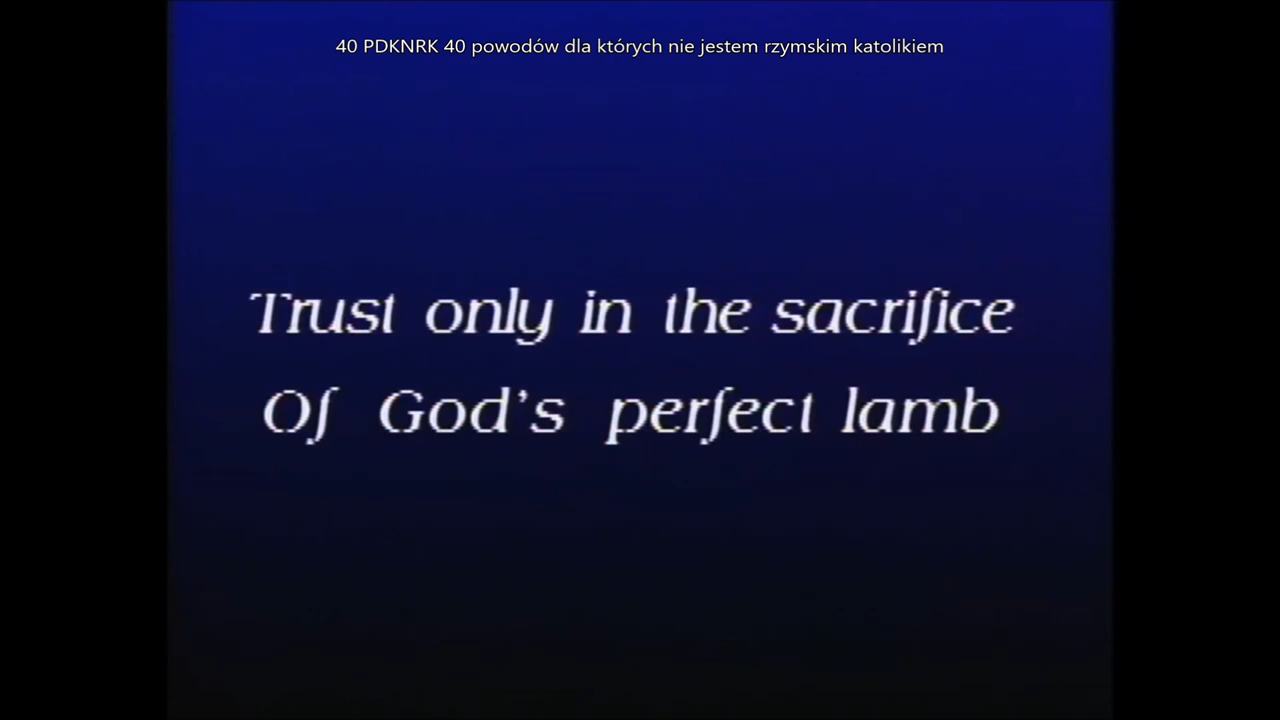 40 PDKNRK 40 powodów dla których nie jestem rzymskim katolikiem
Trust only in the sacrifice
Of God's perfect lamb